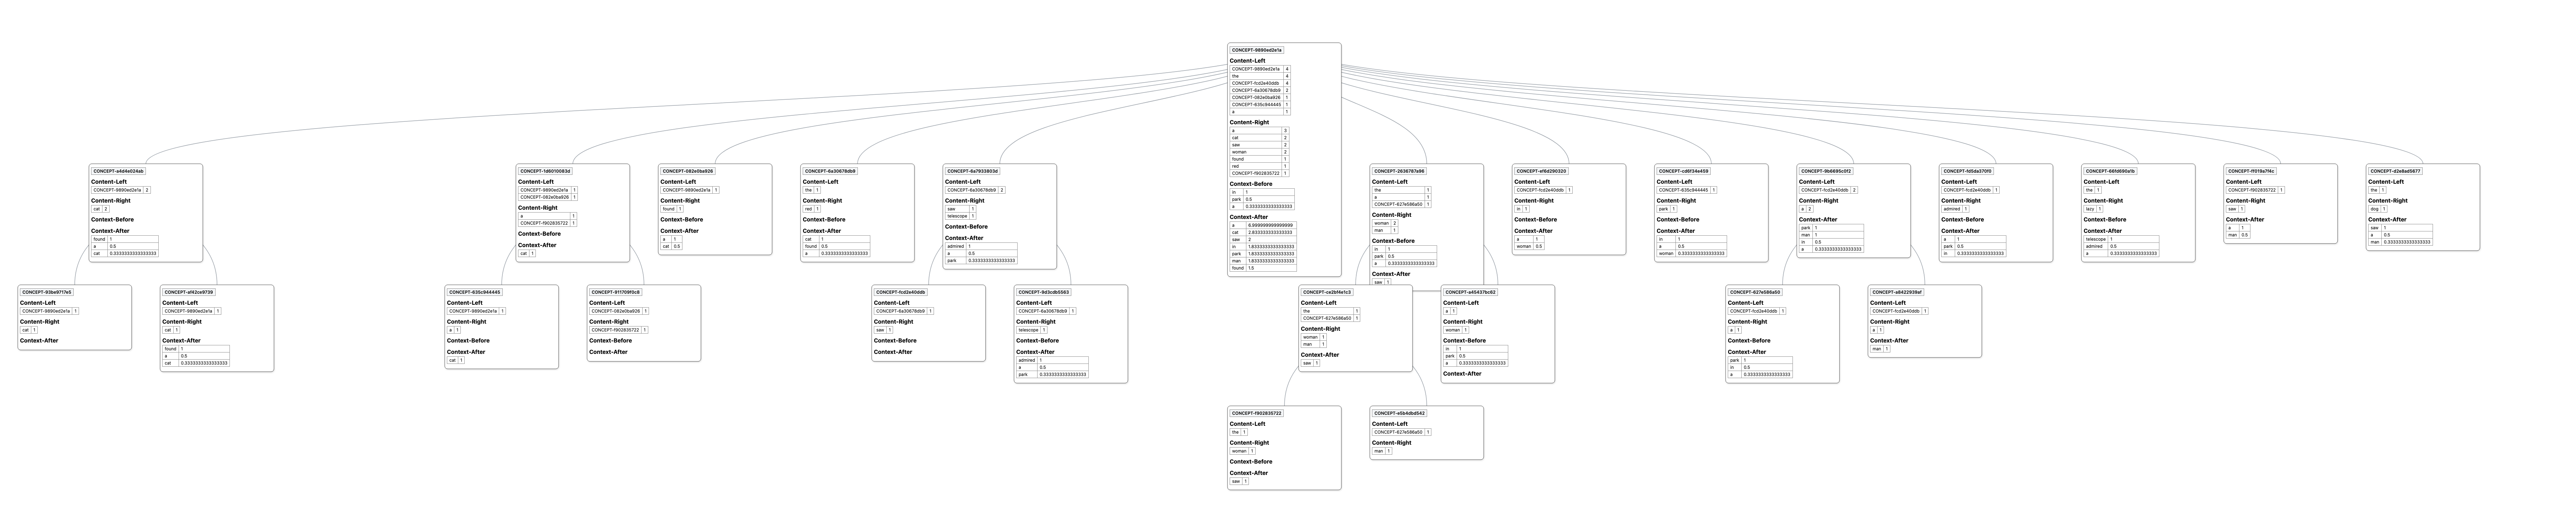 CONCEPT-9890ed2e1a
Content-Left
CONCEPT-9890ed2e1a 4
the 4
CONCEPT-fcd2e40ddb 4
CONCEPT-6a30678db9 2
CONCEPT-082e0ba926 1
CONCEPT-635c944445 1
a 1
Content-Right
a 3
cat 2
saw 2
woman 2
found 1
red 1
CONCEPT-f902835722 1
Context-Before
in 1
park 0.5
a 0.3333333333333333
Context-After
a 6.999999999999999
cat 2.833333333333333
saw 2
in 1.8333333333333333
park 1.8333333333333333
man 1.8333333333333333
found 1.5
CONCEPT-a4d4e024ab
Content-Left
CONCEPT-9890ed2e1a 2
Content-Right
cat 2
Context-Before
Context-After
found 1
a 0.5
cat 0.3333333333333333
CONCEPT-1d6010083d
Content-Left
CONCEPT-9890ed2e1a 1
CONCEPT-082e0ba926 1
Content-Right
a 1
CONCEPT-f902835722 1
Context-Before
Context-After
cat 1
CONCEPT-082e0ba926
Content-Left
CONCEPT-9890ed2e1a 1
Content-Right
found 1
Context-Before
Context-After
a 1
cat 0.5
CONCEPT-6a30678db9
Content-Left
the 1
Content-Right
red 1
Context-Before
Context-After
cat 1
found 0.5
a 0.3333333333333333
CONCEPT-6a7933803d
Content-Left
CONCEPT-6a30678db9 2
Content-Right
saw 1
telescope 1
Context-Before
Context-After
admired 1
a 0.5
park 0.3333333333333333
CONCEPT-2636787e96
Content-Left
the 1
a 1
CONCEPT-627e586a50 1
Content-Right
woman 2
man 1
Context-Before
in 1
park 0.5
a 0.3333333333333333
Context-After
saw 1
CONCEPT-ef6d290320
Content-Left
CONCEPT-fcd2e40ddb 1
Content-Right
in 1
Context-Before
Context-After
a 1
woman 0.5
CONCEPT-cd6f34e459
Content-Left
CONCEPT-635c944445 1
Content-Right
park 1
Context-Before
Context-After
in 1
a 0.5
woman 0.3333333333333333
CONCEPT-9b6695c0f2
Content-Left
CONCEPT-fcd2e40ddb 2
Content-Right
a 2
Context-After
park 1
man 1
in 0.5
a 0.3333333333333333
CONCEPT-fd5da370f0
Content-Left
CONCEPT-fcd2e40ddb 1
Content-Right
admired 1
Context-Before
Context-After
a 1
park 0.5
in 0.3333333333333333
CONCEPT-66fd690a1b
Content-Left
the 1
Content-Right
lazy 1
Context-Before
Context-After
telescope 1
admired 0.5
a 0.3333333333333333
CONCEPT-ff019a7f4c
Content-Left
CONCEPT-f902835722 1
Content-Right
saw 1
Context-After
a 1
man 0.5
CONCEPT-d2e8ad5677
Content-Left
the 1
Content-Right
dog 1
Context-After
saw 1
a 0.5
man 0.3333333333333333
CONCEPT-93be9717e5
Content-Left
CONCEPT-9890ed2e1a 1
Content-Right
cat 1
Context-After
CONCEPT-af42ce9739
Content-Left
CONCEPT-9890ed2e1a 1
Content-Right
cat 1
Context-After
found 1
a 0.5
cat 0.3333333333333333
CONCEPT-635c944445
Content-Left
CONCEPT-9890ed2e1a 1
Content-Right
a 1
Context-Before
Context-After
cat 1
CONCEPT-911709f0c8
Content-Left
CONCEPT-082e0ba926 1
Content-Right
CONCEPT-f902835722 1
Context-Before
Context-After
CONCEPT-fcd2e40ddb
Content-Left
CONCEPT-6a30678db9 1
Content-Right
saw 1
Context-Before
Context-After
CONCEPT-9d3cdb5563
Content-Left
CONCEPT-6a30678db9 1
Content-Right
telescope 1
Context-Before
Context-After
admired 1
a 0.5
park 0.3333333333333333
CONCEPT-ce2bf4e1c3
Content-Left
the 1
CONCEPT-627e586a50 1
Content-Right
woman 1
man 1
Context-After
saw 1
CONCEPT-a45437bc62
Content-Left
a 1
Content-Right
woman 1
Context-Before
in 1
park 0.5
a 0.3333333333333333
Context-After
CONCEPT-627e586a50
Content-Left
CONCEPT-fcd2e40ddb 1
Content-Right
a 1
Context-Before
Context-After
park 1
in 0.5
a 0.3333333333333333
CONCEPT-a8422939af
Content-Left
CONCEPT-fcd2e40ddb 1
Content-Right
a 1
Context-After
man 1
CONCEPT-f902835722
Content-Left
the 1
Content-Right
woman 1
Context-Before
Context-After
saw 1
CONCEPT-e5b4dbd542
Content-Left
CONCEPT-627e586a50 1
Content-Right
man 1